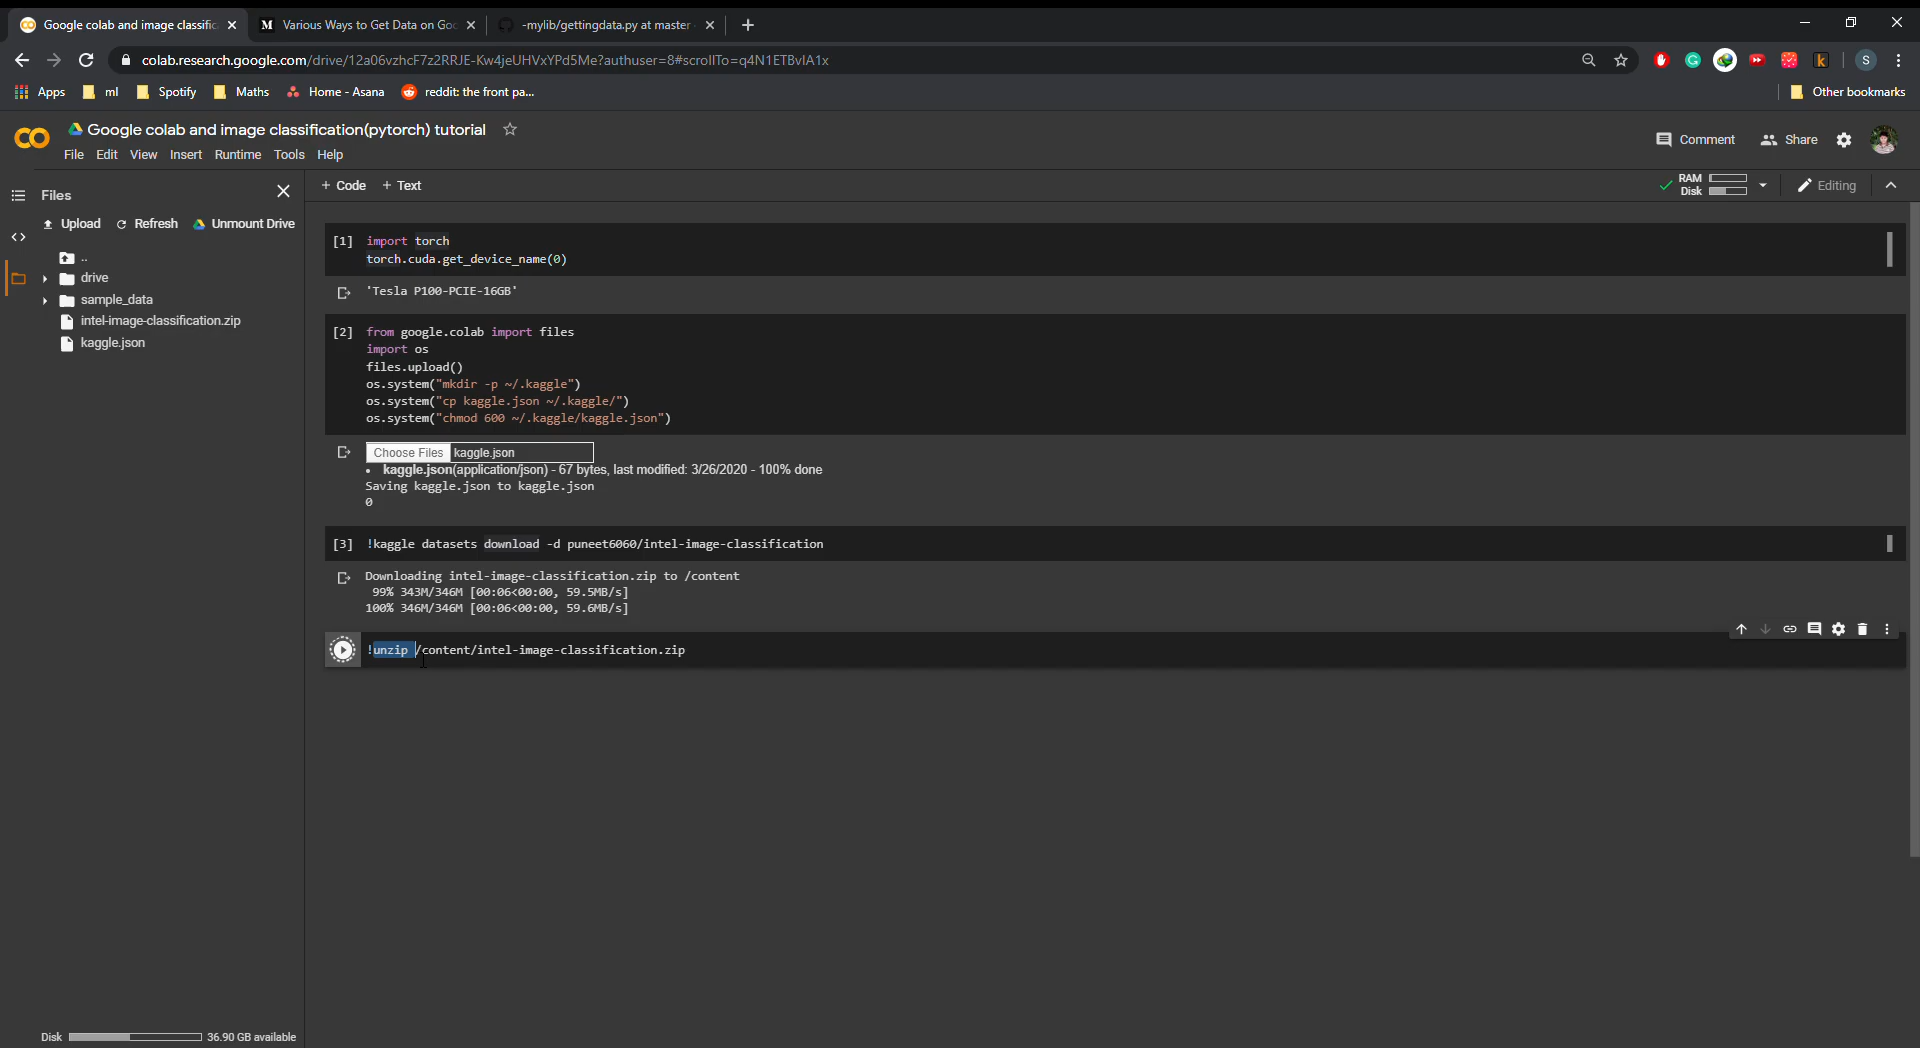 Google colab and image classific
Various Ways to Get Data on Goo
-mylib/gettingdata.py at master
colab.research.google.com/drive/12a06vzhcF7z2RRJE-Kw4jeUHVxYPd5Me?authuser=8#scrollTo=q4N1ETBvIA1x
S
Apps
ml
Spotify
Maths
Home - Asana
reddit: the front pa...
Other bookmarks
Google colab and image classification(pytorch) tutorial
Comment
Share
File Edit View Insert Runtime Tools Help
Files
+ Code + Text
RAM
Disk
Editing
Upload Refresh Unmount Drive
..
drive
sample_data
intel-image-classification.zip
kaggle.json
[1] import torch
torch.cuda.get_device_name(0)
'Tesla P100-PCIE-16GB'
[2] from google.colab import files
import os
files.upload()
os.system("mkdir -p ~/.kaggle")
os.system("cp kaggle.json ~/.kaggle/")
os.system("chmod 600 ~/.kaggle/kaggle.json")
Choose Files kaggle.json
• kaggle.json(application/json) - 67 bytes, last modified: 3/26/2020 - 100% done
Saving kaggle.json to kaggle.json
0
[3] !kaggle datasets download -d puneet6060/intel-image-classification
Downloading intel-image-classification.zip to /content
99% 343M/346M [00:06<00:00, 59.5MB/s]
100% 346M/346M [00:06<00:00, 59.6MB/s]
!unzip /content/intel-image-classification.zip
Disk 36.90 GB available